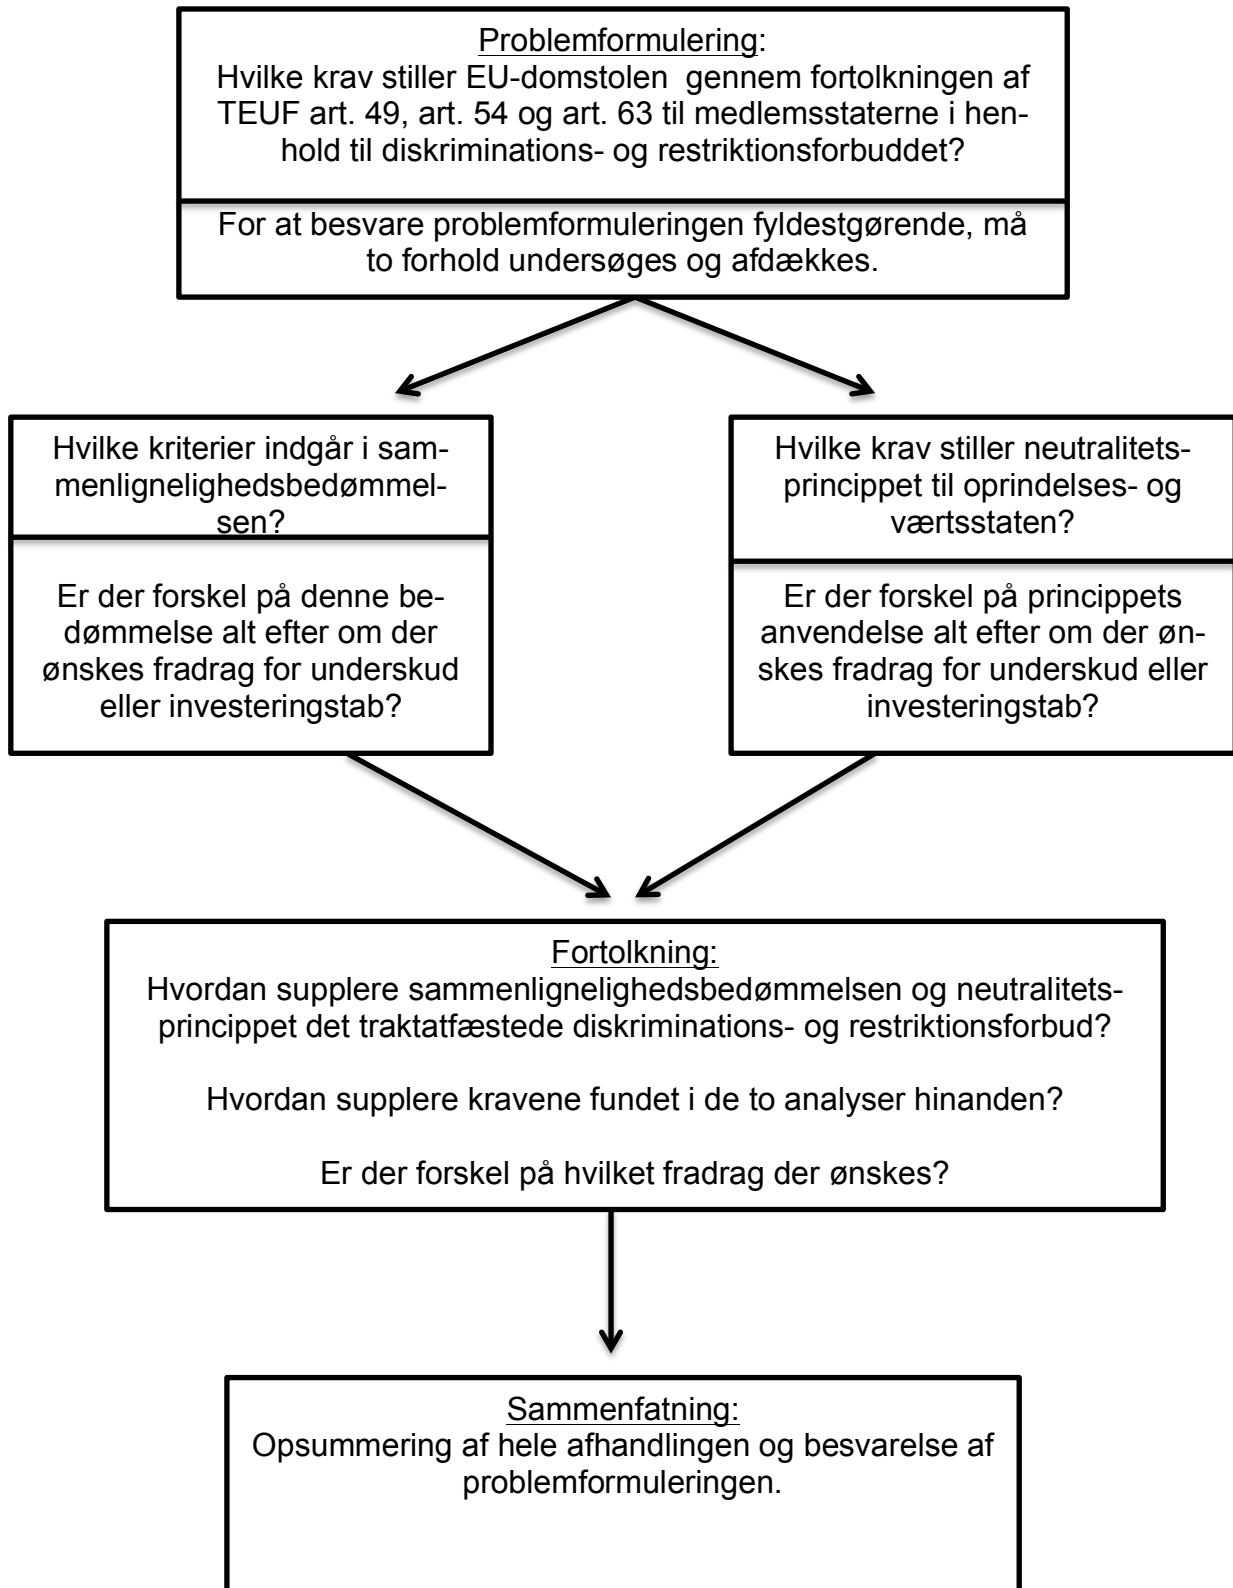 Problemformulering:
Hvilke krav stiller EU-domstolen  gennem fortolkningen af
TEUF art. 49, art. 54 og art. 63 til medlemsstaterne i hen-
hold til diskriminations- og restriktionsforbuddet?
For at besvare problemformuleringen fyldestgørende, må
to forhold undersøges og afdækkes.
Hvilke kriterier indgår i sam-
menlignelighedsbedømmel-
sen?
Er der forskel på denne be-
dømmelse alt efter om der
ønskes fradrag for underskud
eller investeringstab?
Hvilke krav stiller neutralitets-
princippet til oprindelses- og
værtsstaten?
Er der forskel på princippets
anvendelse alt efter om der øn-
skes fradrag for underskud eller
investeringstab?
Fortolkning:
Hvordan supplere sammenlignelighedsbedømmelsen og neutralitets-
princippet det traktatfæstede diskriminations- og restriktionsforbud?
Hvordan supplere kravene fundet i de to analyser hinanden?
Er der forskel på hvilket fradrag der ønskes?
Sammenfatning:
Opsummering af hele afhandlingen og besvarelse af
problemformuleringen.